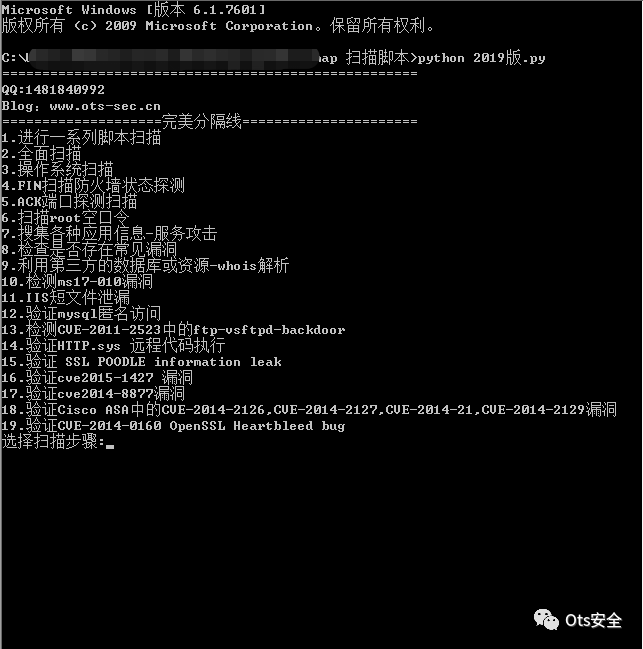 Microsoft Windows [版本 6.1.7601]
版权所有 (c) 2009 Microsoft Corporation。保留所有权利。
C:\ap 扫描脚本>python 2019版.py
====================================================
QQ:1481840992
Blog：www.ots-sec.cn
====================完美分隔线======================
1.进行一系列脚本扫描
2.全面扫描
3.操作系统扫描
4.FIN扫描防火墙状态探测
5.ACK端口探测扫描
6.扫描root空口令
7.搜集各种应用信息-服务攻击
8.检查是否存在常见漏洞
9.利用第三方的数据库或资源-whois解析
10.检测ms17-010漏洞
11.IIS短文件泄漏
12.验证mysql匿名访问
13.检测CVE-2011-2523中的ftp-vsftpd-backdoor
14.验证HTTP.sys 远程代码执行
15.验证 SSL POODLE information leak
16.验证cve2015-1427 漏洞
17.验证cve2014-8877漏洞
18.验证Cisco ASA中的CVE-2014-2126,CVE-2014-2127,CVE-2014-21,CVE-2014-2129漏洞
19.验证CVE-2014-0160 OpenSSL Heartbleed bug
选择扫描步骤:
Ots安全